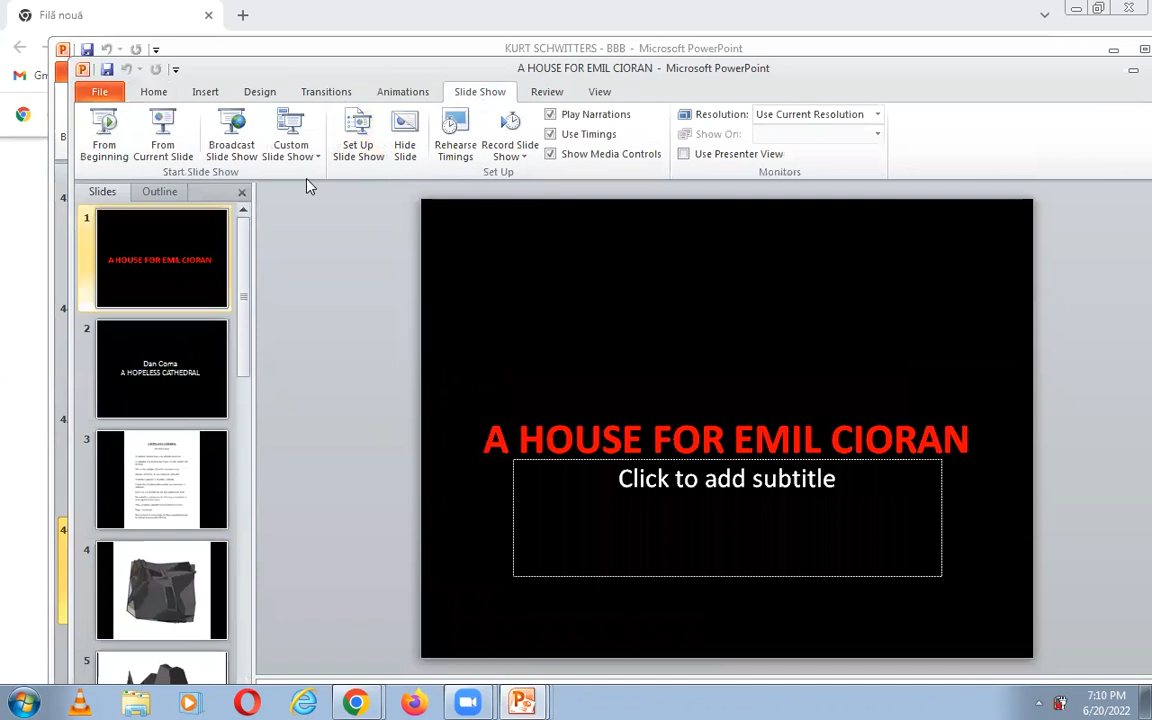 Filă nouă
KURT SCHWITTERS - BBB - Microsoft PowerPoint
Gm
A HOUSE FOR EMIL CIORAN - Microsoft PowerPoint
File Home Insert Design Transitions Animations Slide Show Review View
From Beginning
From Current Slide
Broadcast Slide Show
Custom Slide Show
Set Up Slide Show
Hide Slide
Rehearse Timings
Record Slide Show
Play Narrations
Use Timings
Show Media Controls
Resolution: Use Current Resolution
Show On:
Use Presenter View
Start Slide Show
Set Up
Monitors
Slides Outline
1
A HOUSE FOR EMIL CIORAN
2
Dan Coma
A HOPELESS CATHEDRAL
3
4
5
A HOUSE FOR EMIL CIORAN
Click to add subtitle
7:10 PM
6/20/2022